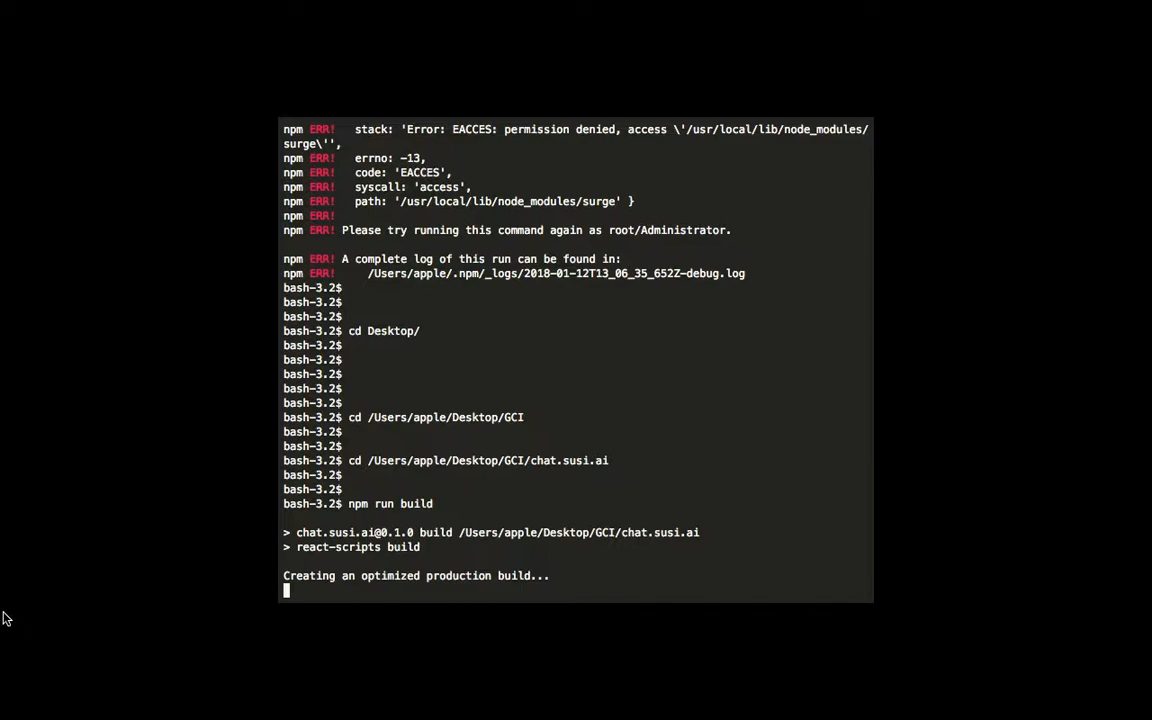 npm ERR!   stack: 'Error: EACCES: permission denied, access \'/usr/local/lib/node_modules/
surge\'',
npm ERR!   errno: -13,
npm ERR!   code: 'EACCES',
npm ERR!   syscall: 'access',
npm ERR!   path: '/usr/local/lib/node_modules/surge' }
npm ERR!
npm ERR! Please try running this command again as root/Administrator.
npm ERR! A complete log of this run can be found in:
npm ERR!     /Users/apple/.npm/_logs/2018-01-12T13_06_35_652Z-debug.log
bash-3.2$
bash-3.2$
bash-3.2$
bash-3.2$ cd Desktop/
bash-3.2$
bash-3.2$
bash-3.2$
bash-3.2$
bash-3.2$
bash-3.2$ cd /Users/apple/Desktop/GCI
bash-3.2$
bash-3.2$
bash-3.2$ cd /Users/apple/Desktop/GCI/chat.susi.ai
bash-3.2$
bash-3.2$
bash-3.2$ npm run build
> chat.susi.ai@0.1.0 build /Users/apple/Desktop/GCI/chat.susi.ai
> react-scripts build
Creating an optimized production build...